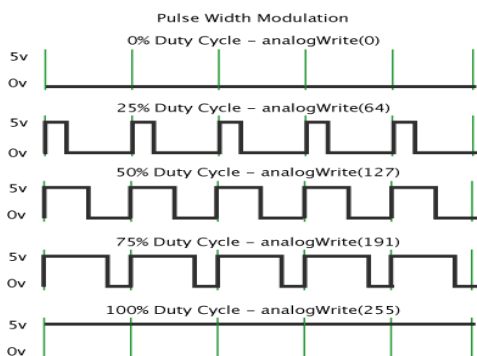 Pulse Width Modulation
0% Duty Cycle – analogWrite(0)
5v
0v
25% Duty Cycle – analogWrite(64)
5v
0v
50% Duty Cycle – analogWrite(127)
5v
0v
75% Duty Cycle – analogWrite(191)
5v
0v
100% Duty Cycle – analogWrite(255)
5v
0v